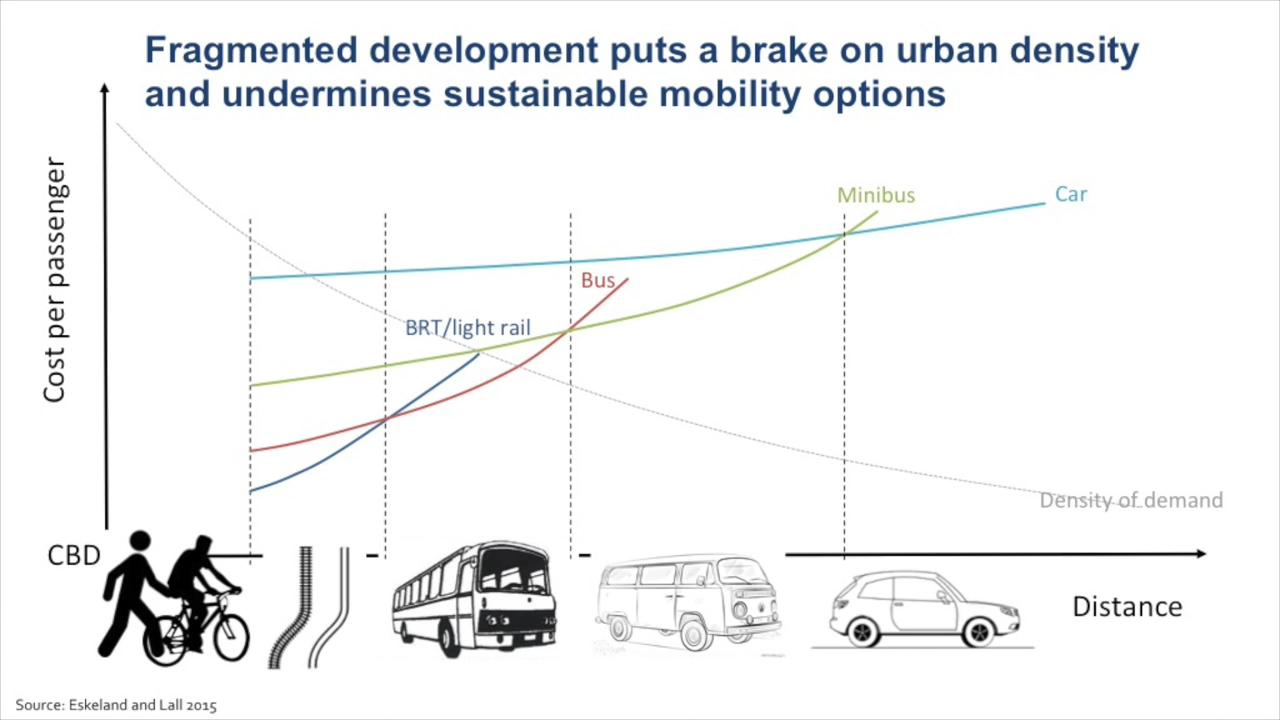 Fragmented development puts a brake on urban density
and undermines sustainable mobility options
Cost per passenger
Minibus
Car
Bus
BRT/light rail
Density of demand
CBD
Distance
Source: Eskeland and Lall 2015